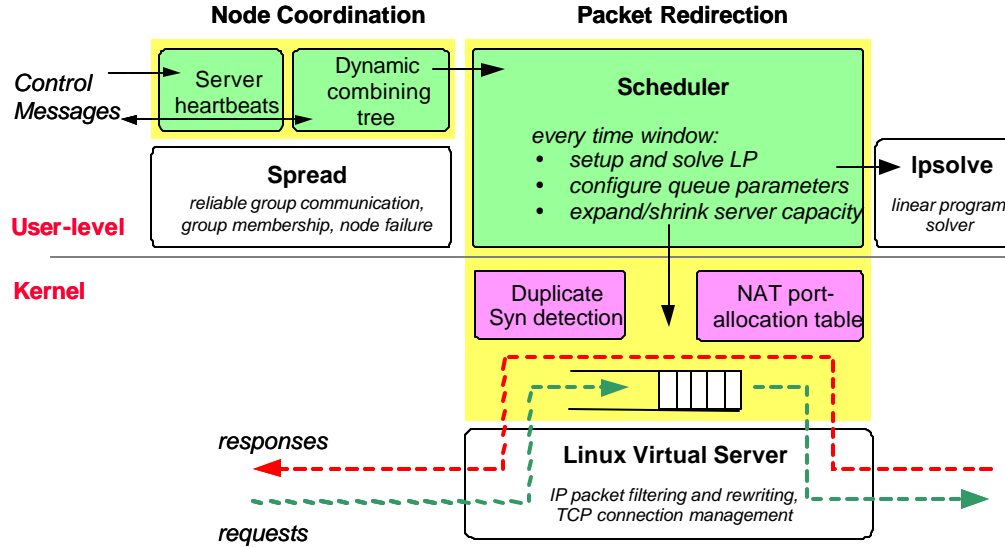 Node Coordination
Packet Redirection
Control
Messages
Server
heartbeats
Dynamic
combining
tree
Scheduler
every time window:
• setup and solve LP
• configure queue parameters
• expand/shrink server capacity
lpsolve
linear program
solver
Spread
reliable group communication,
group membership, node failure
User-level
Kernel
Duplicate
Syn detection
NAT port-
allocation table
responses
requests
Linux Virtual Server
IP packet filtering and rewriting,
TCP connection management